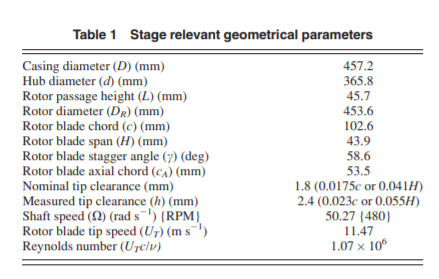 Table 1 Stage relevant geometrical parameters
Casing diameter (D) (mm) 457.2
Hub diameter (d) (mm) 365.8
Rotor passage height (L) (mm) 45.7
Rotor diameter (D_R) (mm) 453.6
Rotor blade chord (c) (mm) 102.6
Rotor blade span (H) (mm) 43.9
Rotor blade stagger angle (γ) (deg) 58.6
Rotor blade axial chord (c_A) (mm) 53.5
Nominal tip clearance (mm) 1.8 (0.0175c or 0.041H)
Measured tip clearance (h) (mm) 2.4 (0.023c or 0.055H)
Shaft speed (Ω) (rad s⁻¹) {RPM} 50.27 {480}
Rotor blade tip speed (U_T) (m s⁻¹) 11.47
Reynolds number (U_Tc/ν) 1.07 × 10⁶